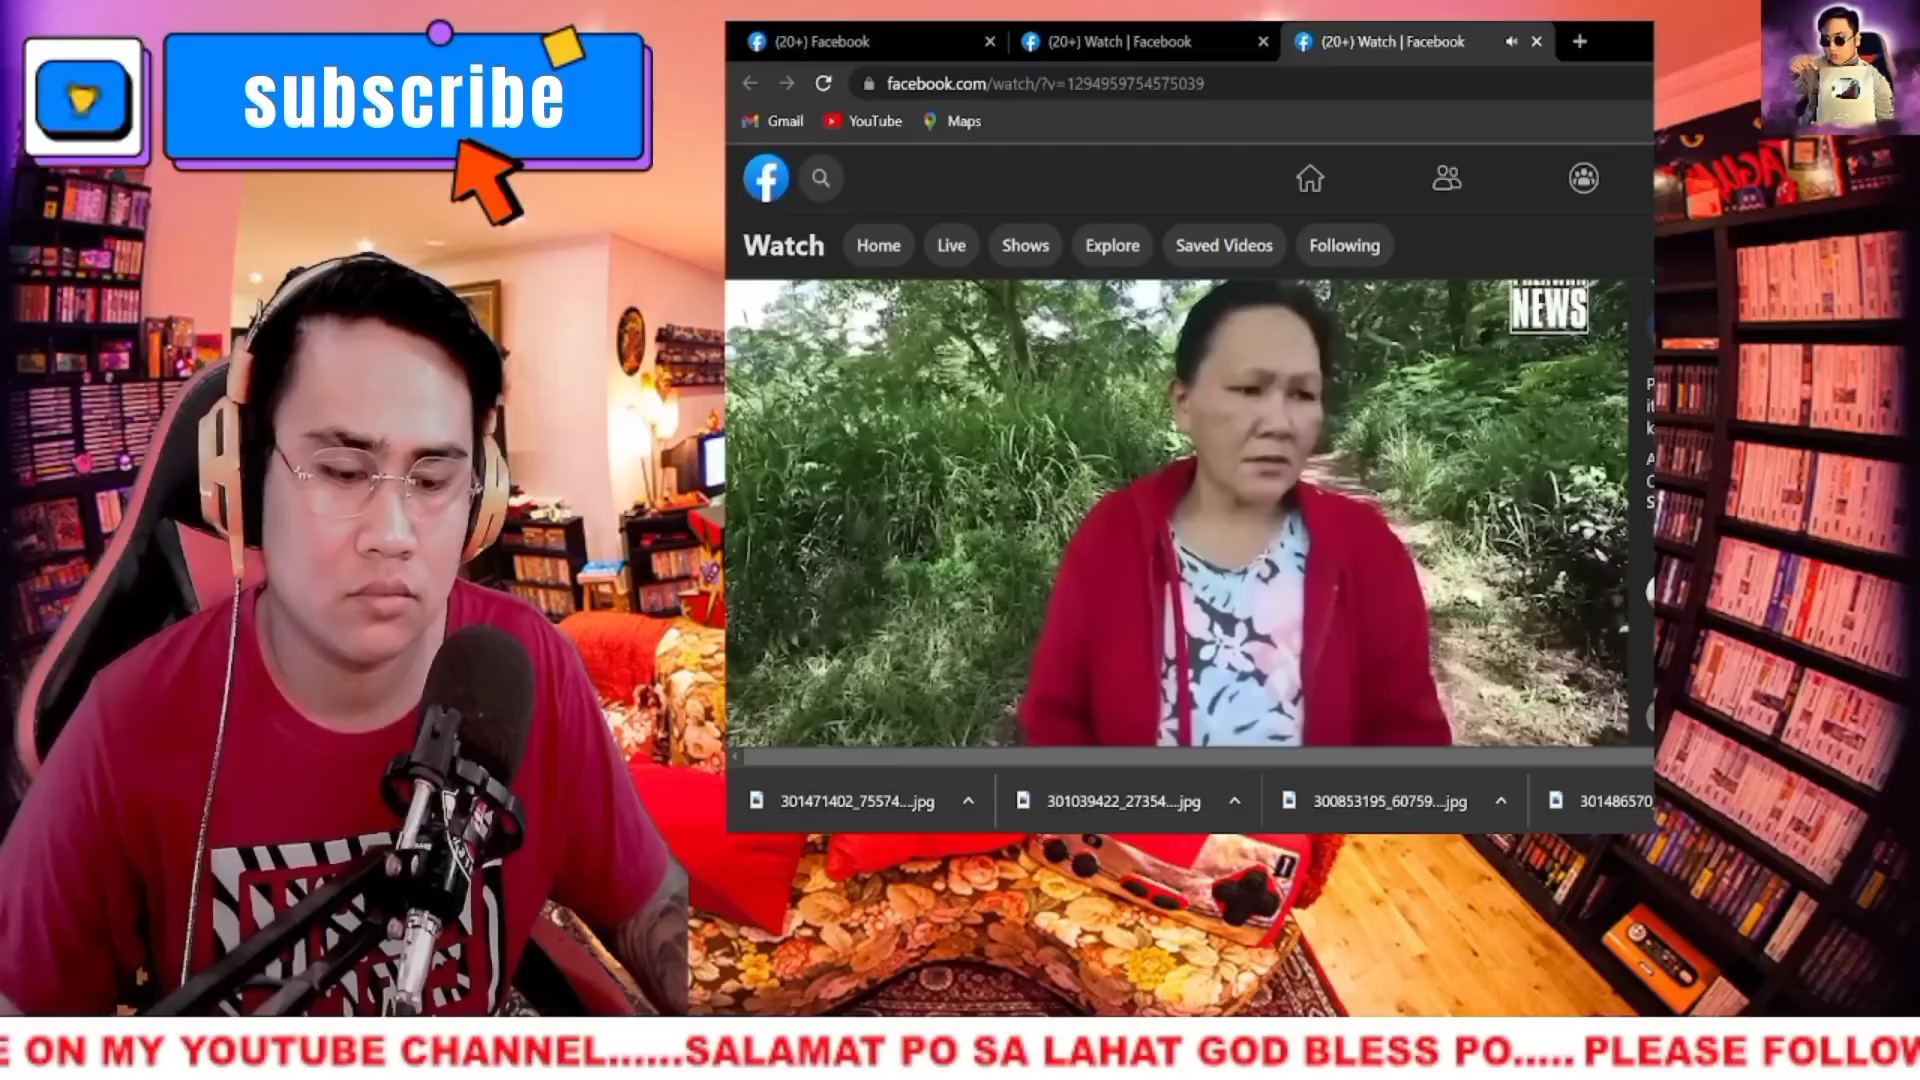 subscribe
(20+) Facebook
(20+) Watch | Facebook
(20+) Watch | Facebook
facebook.com/watch/?v=1294959754575039
Gmail
YouTube
Maps
Watch
Home
Live
Shows
Explore
Saved Videos
Following
NEWS
301471402_75574....jpg
301039422_27354....jpg
300853195_60759....jpg
301486570
E ON MY YOUTUBE CHANNEL......SALAMAT PO SA LAHAT GOD BLESS PO..... PLEASE FOLLOW